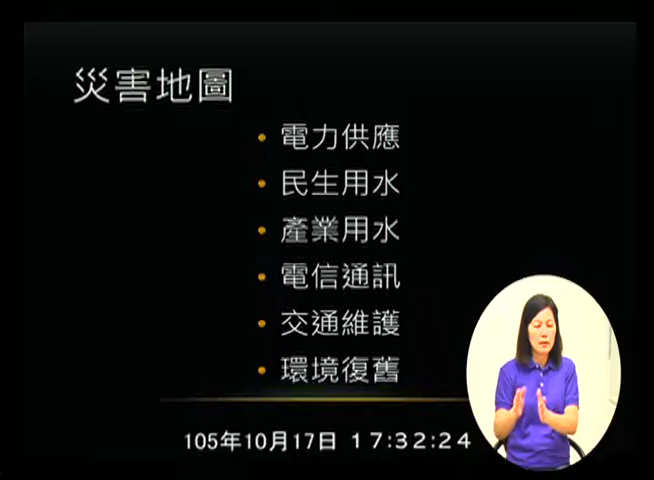 災害地圖
• 電力供應
• 民生用水
• 產業用水
• 電信通訊
• 交通維護
• 環境復舊
105年10月17日 17:32:24